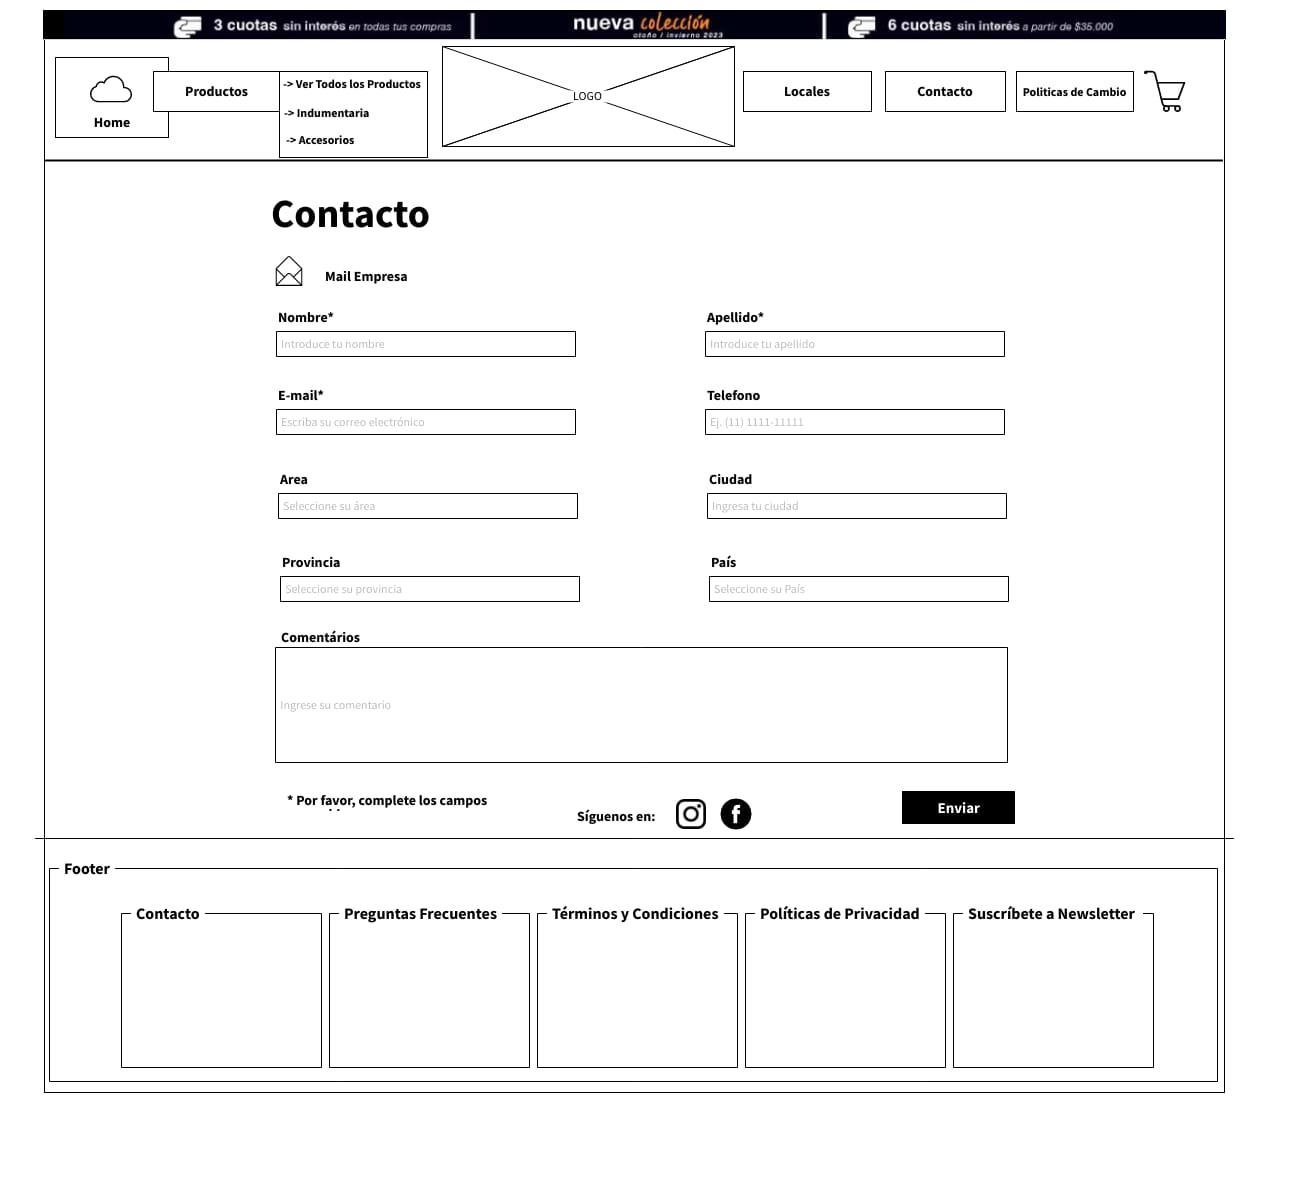 3 cuotas sin interés en todas tus compras
nueva colección
otoño / invierno 2023
6 cuotas sin interés a partir de $35.000
Home
Productos
-> Ver Todos los Productos
-> Indumentaria
-> Accesorios
LOGO
Locales
Contacto
Politicas de Cambio
Contacto
Mail Empresa
Nombre*
Apellido*
Introduce tu nombre
Introduce tu apellido
E-mail*
Telefono
Escriba su correo electrónico
Ej. (11) 1111-11111
Area
Ciudad
Seleccione su área
Ingresa tu ciudad
Provincia
País
Seleccione su provincia
Seleccione su País
Comentários
Ingrese su comentario
* Por favor, complete los campos
Síguenos en:
Enviar
Footer
Contacto
Preguntas Frecuentes
Términos y Condiciones
Políticas de Privacidad
Suscríbete a Newsletter